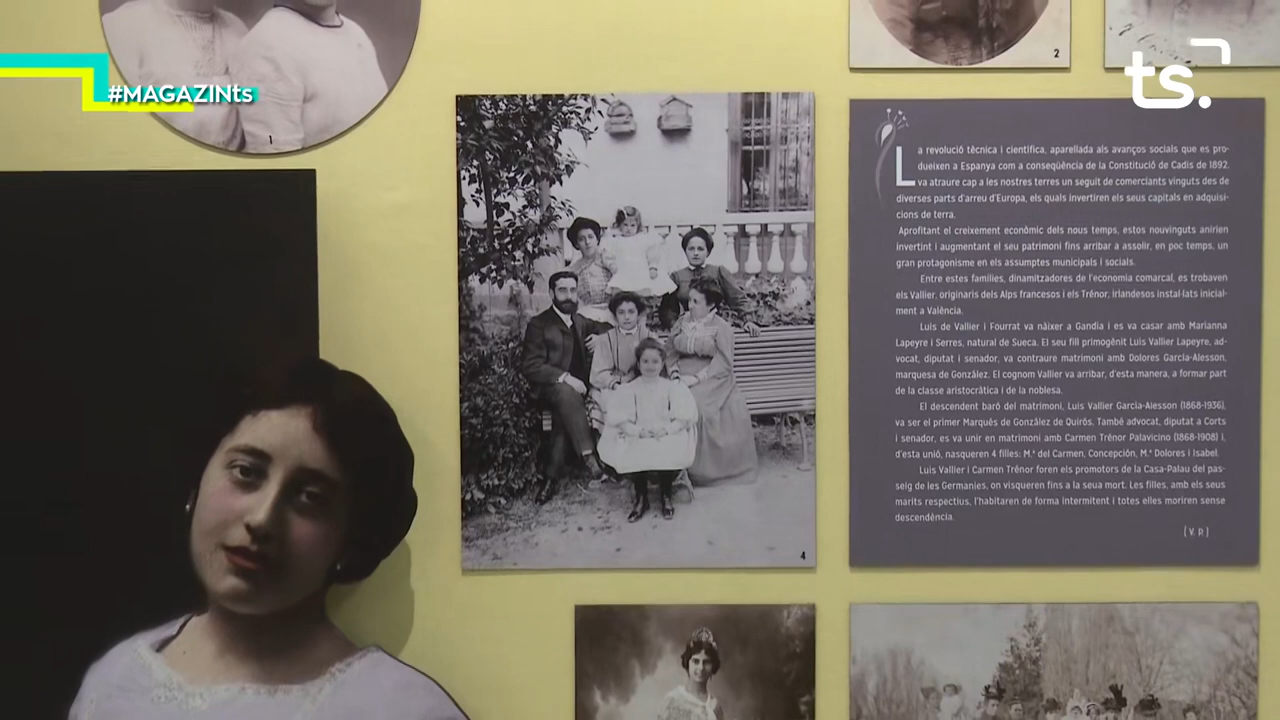 #MAGAZINts
ts.
1
2
4
La revolució tècnica i científica, aparellada als avanços socials que es pro-
dueixen a Espanya com a conseqüència de la Constitució de Cadis de 1892,
va atraure cap a les nostres terres un seguit de comerciants vinguts des de
diverses parts d'arreu d'Europa, els quals invertiren els seus capitals en adquisi-
cions de terra.
Aprofitant el creixement econòmic dels nous temps, estos nouvinguts anirien
invertint i augmentant el seu patrimoni fins arribar a assolir, en poc temps, un
gran protagonisme en els assumptes municipals i socials.
Entre estes famílies, dinamitzadores de l'economia comarcal, es trobaven
els Vallier, originaris dels Alps francesos i els Trénor, irlandesos instal·lats inicial-
ment a València.
Luis de Vallier i Fourrat va nàixer a Gandia i es va casar amb Marianna
Lapeyre i Serres, natural de Sueca. El seu fill primogènit Luis Vallier Lapeyre, ad-
vocat, diputat i senador, va contraure matrimoni amb Dolores García-Alesson,
marquesa de González. El cognom Vallier va arribar, d'esta manera, a formar part
de la classe aristocràtica i de la noblesa.
El descendent baró del matrimoni, Luis Vallier García-Alesson (1868-1936),
va ser el primer Marqués de González de Quirós. També advocat, diputat a Corts
i senador, es va unir en matrimoni amb Carmen Trénor Palavicino (1868-1908) i,
d'esta unió, nasqueren 4 filles: M.ª del Carmen, Concepción, M.ª Dolores i Isabel.
Luis Vallier i Carmen Trénor foren els promotors de la Casa-Palau del pas-
seig de les Germanies, on visqueren fins a la seua mort. Les filles, amb els seus
marits respectius, l'habitaren de forma intermitent i totes elles moriren sense
descendència.
[V. P.]